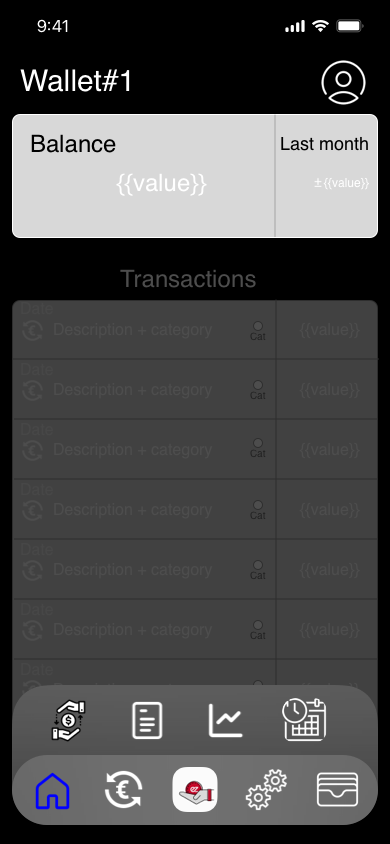 9:41
Wallet#1
Balance
Last month
{{value}}
±{{value}}
Transactions
Date
Description + category
Cat
{{value}}
Date
Description + category
Cat
{{value}}
Date
Description + category
Cat
{{value}}
Date
Description + category
Cat
{{value}}
Date
Description + category
Cat
{{value}}
Date
Description + category
Cat
{{value}}
Date